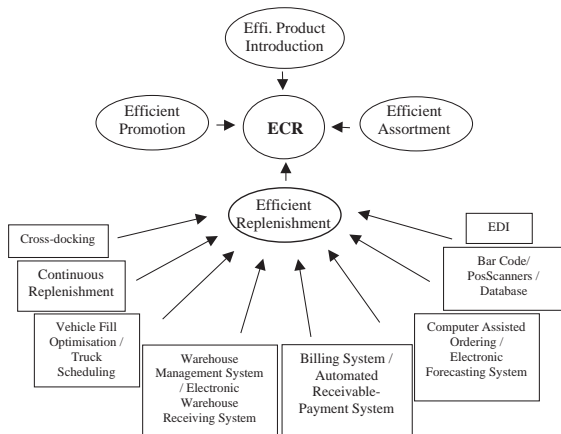 Effi. Product
Introduction
Efficient
Promotion
ECR
Efficient
Assortment
Efficient
Replenishment
Cross-docking
EDI
Continuous
Replenishment
Bar Code/
PosScanners /
Database
Vehicle Fill
Optimisation /
Truck
Scheduling
Warehouse
Management System
/ Electronic
Warehouse
Receiving System
Billing System /
Automated
Receivable-
Payment System
Computer Assisted
Ordering /
Electronic
Forecasting System